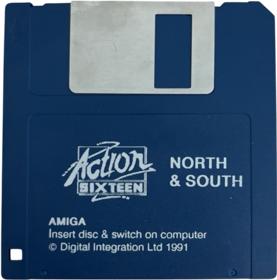 Action
SIXTEEN
NORTH
& SOUTH
AMIGA
Insert disc & switch on computer
© Digital Integration Ltd 1991